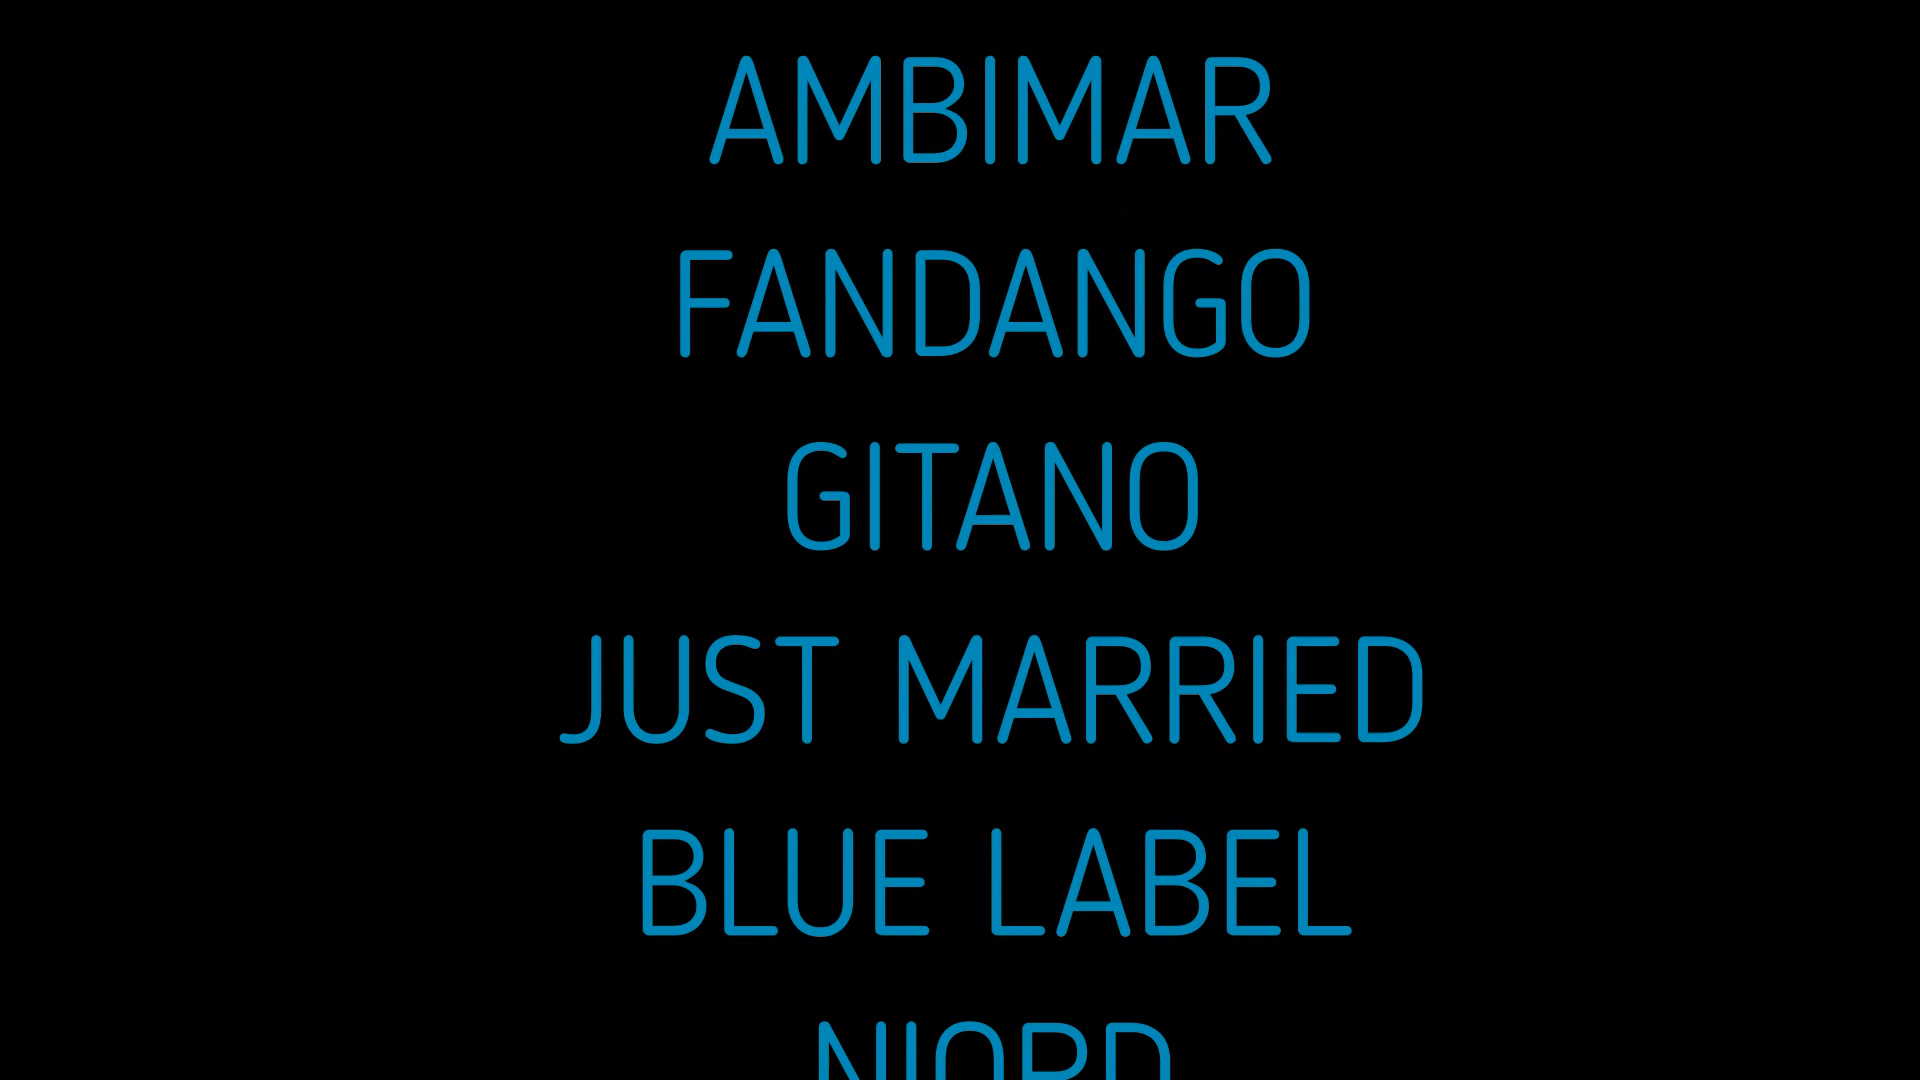 AMBIMAR
FANDANGO
GITANO
JUST MARRIED
BLUE LABEL